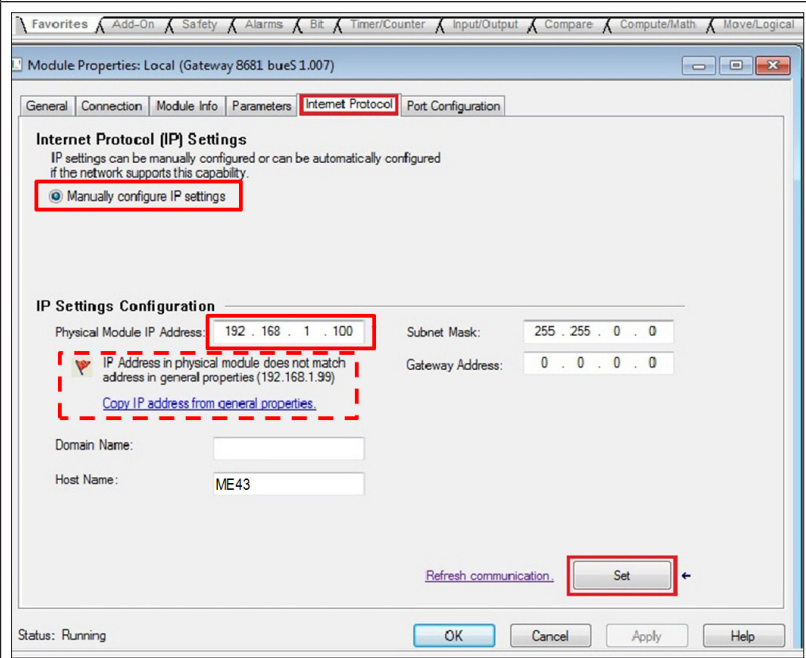 Favorites Add-On Safety Alarms Bit Timer/Counter Input/Output Compare Compute/Math Move/Logical
Module Properties: Local (Gateway 8681 bueS 1.007)
General Connection Module Info Parameters Internet Protocol Port Configuration
Internet Protocol (IP) Settings
IP settings can be manually configured or can be automatically configured
if the network supports this capability.
Manually configure IP settings
IP Settings Configuration
Physical Module IP Address: 192 . 168 . 1 . 100 Subnet Mask: 255 . 255 . 0 . 0
IP Address in physical module does not match
address in general properties (192.168.1.99)
Gateway Address: 0 . 0 . 0 . 0
Copy IP address from general properties.
Domain Name:
Host Name: ME43
Refresh communication. Set
Status: Running OK Cancel Apply Help